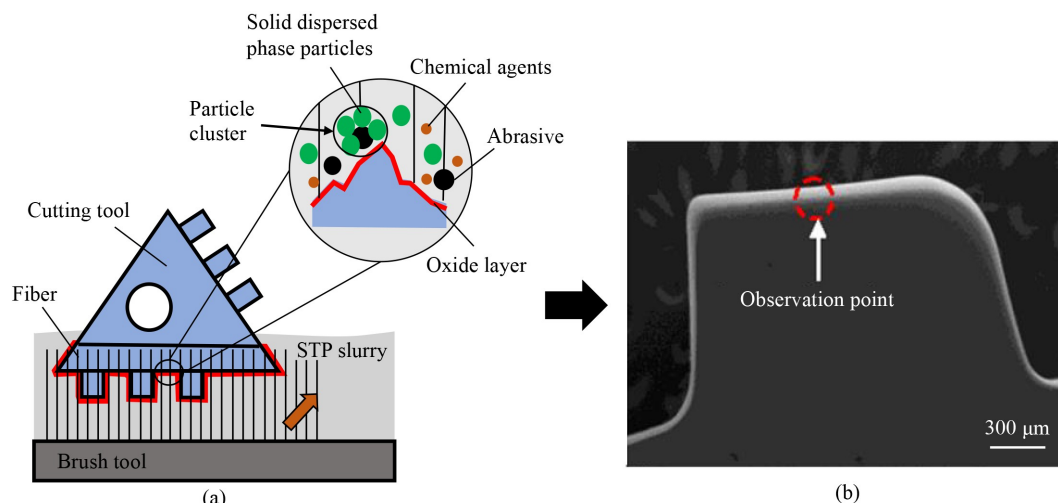 Solid dispersed
phase particles
Chemical agents
Particle
cluster
Abrasive
Cutting tool
Oxide layer
Fiber
STP slurry
Brush tool
(a)
Observation point
300 μm
(b)